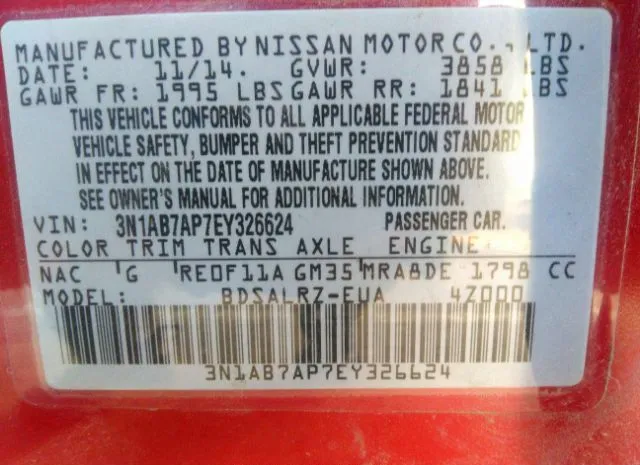 MANUFACTURED BY NISSAN MOTOR CO., LTD.
DATE: 11/14. GVWR: 3858 LBS
GAWR FR: 1995 LBS GAWR RR: 1841 LBS
THIS VEHICLE CONFORMS TO ALL APPLICABLE FEDERAL MOTOR
VEHICLE SAFETY, BUMPER AND THEFT PREVENTION STANDARD
IN EFFECT ON THE DATE OF MANUFACTURE SHOWN ABOVE.
SEE OWNER'S MANUAL FOR ADDITIONAL INFORMATION.
VIN: 3N1AB7AP7EY326624 PASSENGER CAR.
COLOR TRIM TRANS AXLE ENGINE
NAC G RE0F11A GM35 MRA8DE 1798 CC
MODEL: BDSALRZ-EUA 4Z000
3N1AB7AP7EY326624